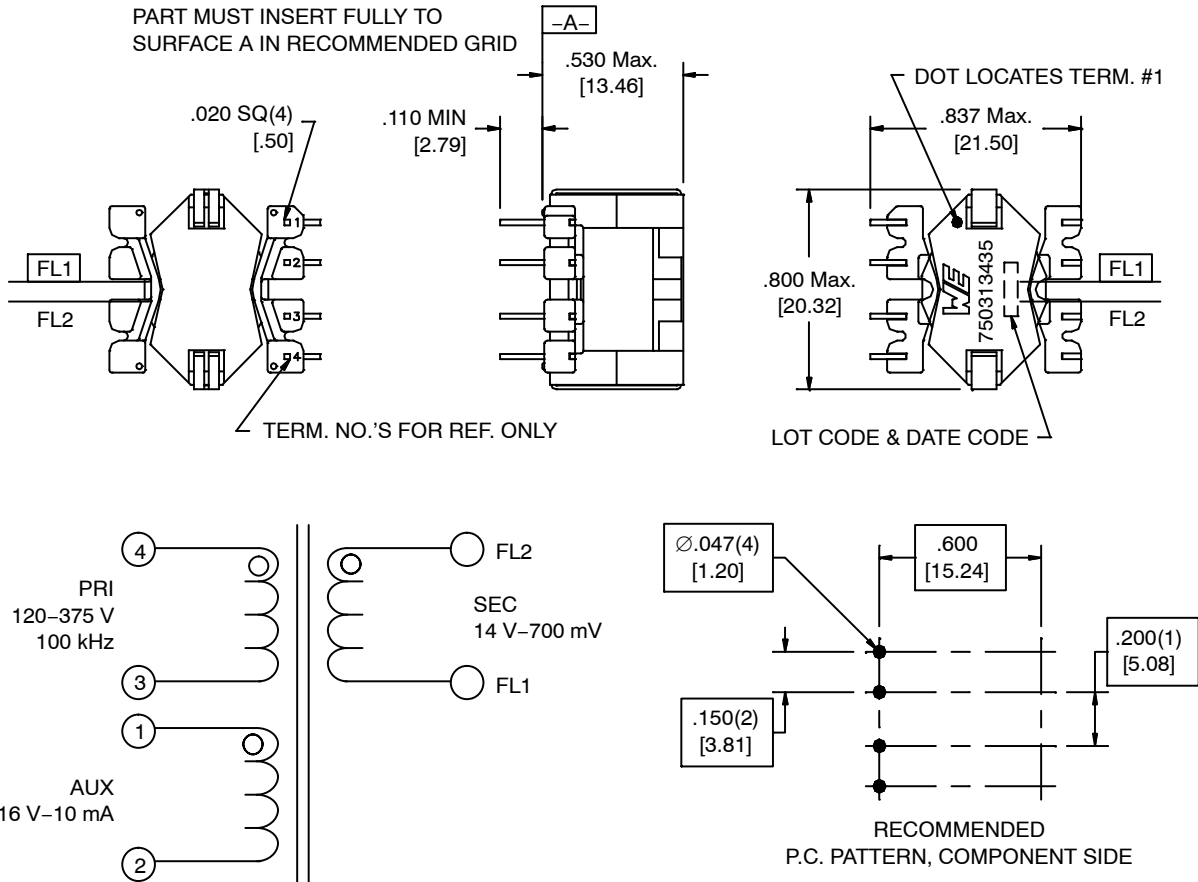 PART MUST INSERT FULLY TO
SURFACE A IN RECOMMENDED GRID
–A–
.530 Max.
[13.46]
DOT LOCATES TERM. #1
.020 SQ(4)
[.50]
.110 MIN
[2.79]
.837 Max.
[21.50]
1
2
3
4
FL1
FL2
.800 Max.
[20.32]
WE
750313435
FL1
FL2
TERM. NO.'S FOR REF. ONLY
LOT CODE & DATE CODE
4
PRI
120–375 V
100 kHz
3
1
AUX
16 V–10 mA
2
FL2
SEC
14 V–700 mV
FL1
∅.047(4)
[1.20]
.600
[15.24]
.200(1)
[5.08]
.150(2)
[3.81]
RECOMMENDED
P.C. PATTERN, COMPONENT SIDE